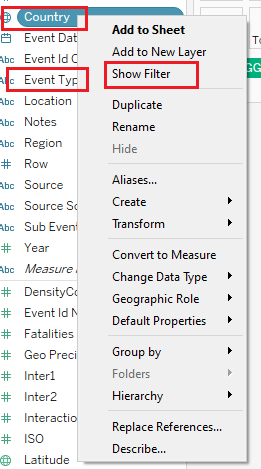 Country
Event Dat
Abc Event Id C
Abc Event Typ
Abc Location
Abc Notes
Abc Region
# Row
Abc Source
Abc Source Sc
Abc Sub Event
# Year
Abc Measure
# DensityCo
# Event Id N
# Fatalities
# Geo Preci
# Inter1
# Inter2
# Interactio
# ISO
Latitude
Add to Sheet
Add to New Layer
Show Filter
Duplicate
Rename
Hide
Aliases...
Create
Transform
Convert to Measure
Change Data Type
Geographic Role
Default Properties
Group by
Folders
Hierarchy
Replace References...
Describe...
GG